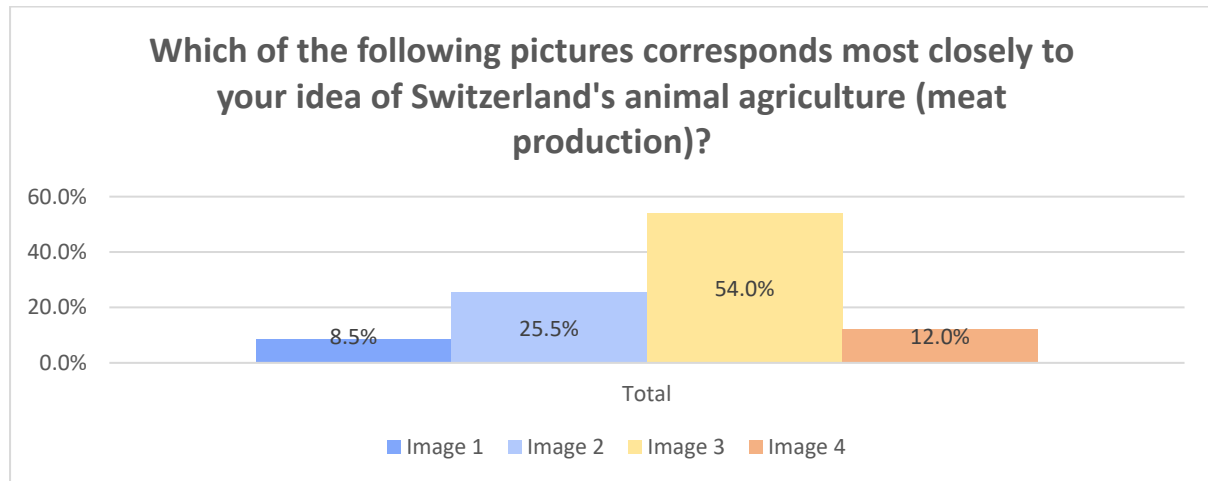 Which of the following pictures corresponds most closely to
your idea of Switzerland's animal agriculture (meat
production)?
60.0%
40.0%
20.0%
0.0%
8.5%
25.5%
54.0%
12.0%
Total
Image 1
Image 2
Image 3
Image 4